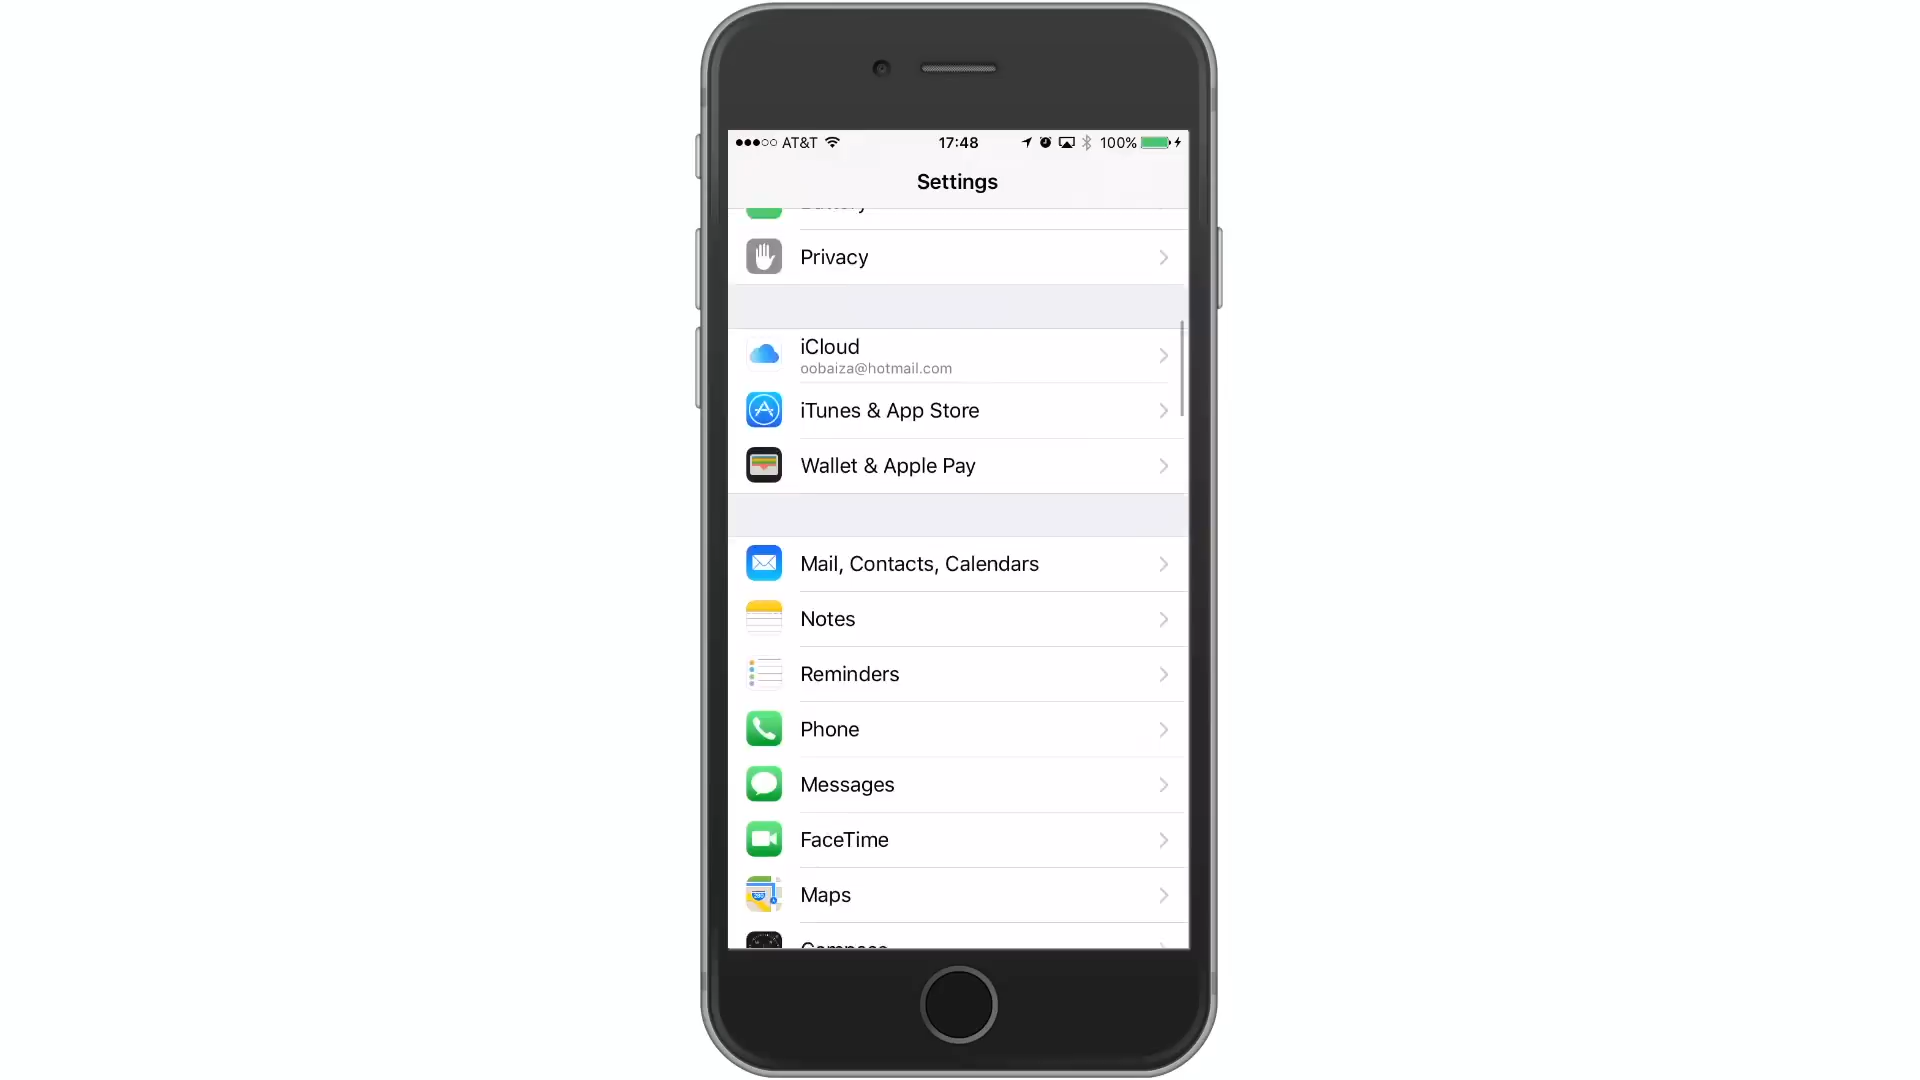 AT&T 17:48 100%
Settings
Privacy
iCloud
oobaiza@hotmail.com
iTunes & App Store
Wallet & Apple Pay
Mail, Contacts, Calendars
Notes
Reminders
Phone
Messages
FaceTime
Maps